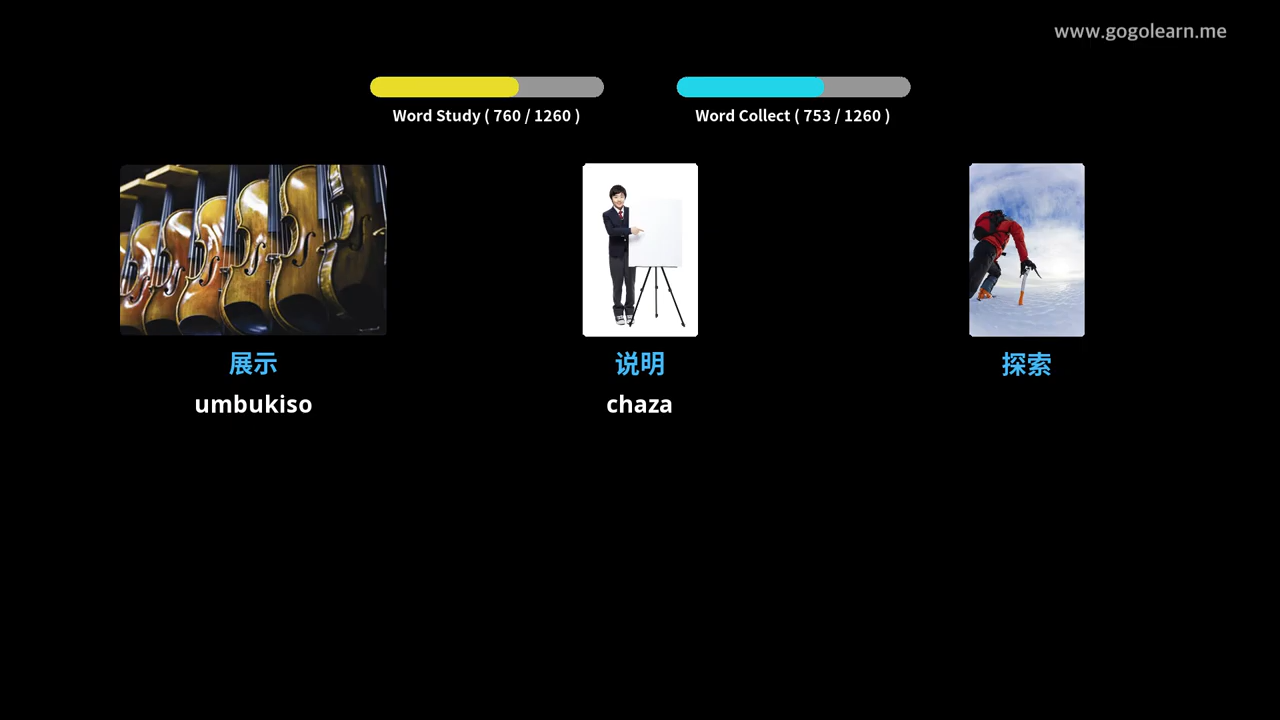 www.gogolearn.me
Word Study ( 760 / 1260 )
Word Collect ( 753 / 1260 )
展示
说明
探索
umbukiso
chaza